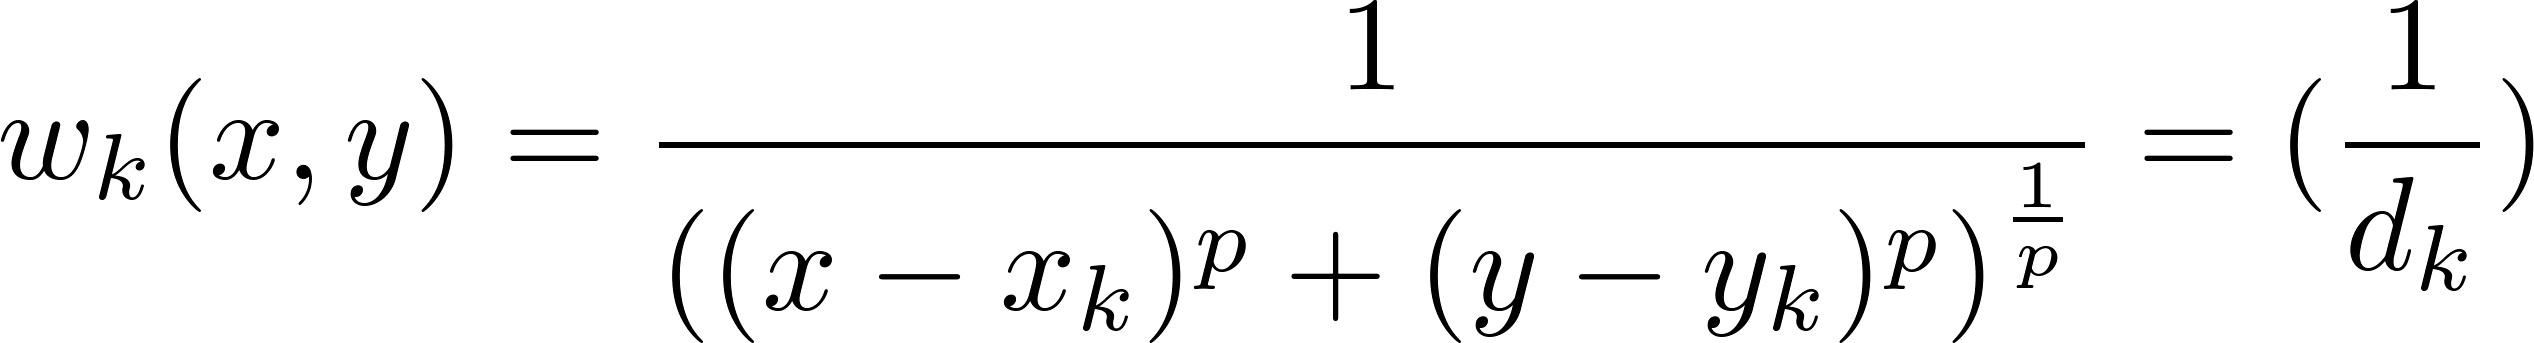 w_k(x, y) = \frac{1}{((x - x_k)^p + (y - y_k)^p)^{\frac{1}{p}}} = (\frac{1}{d_k})